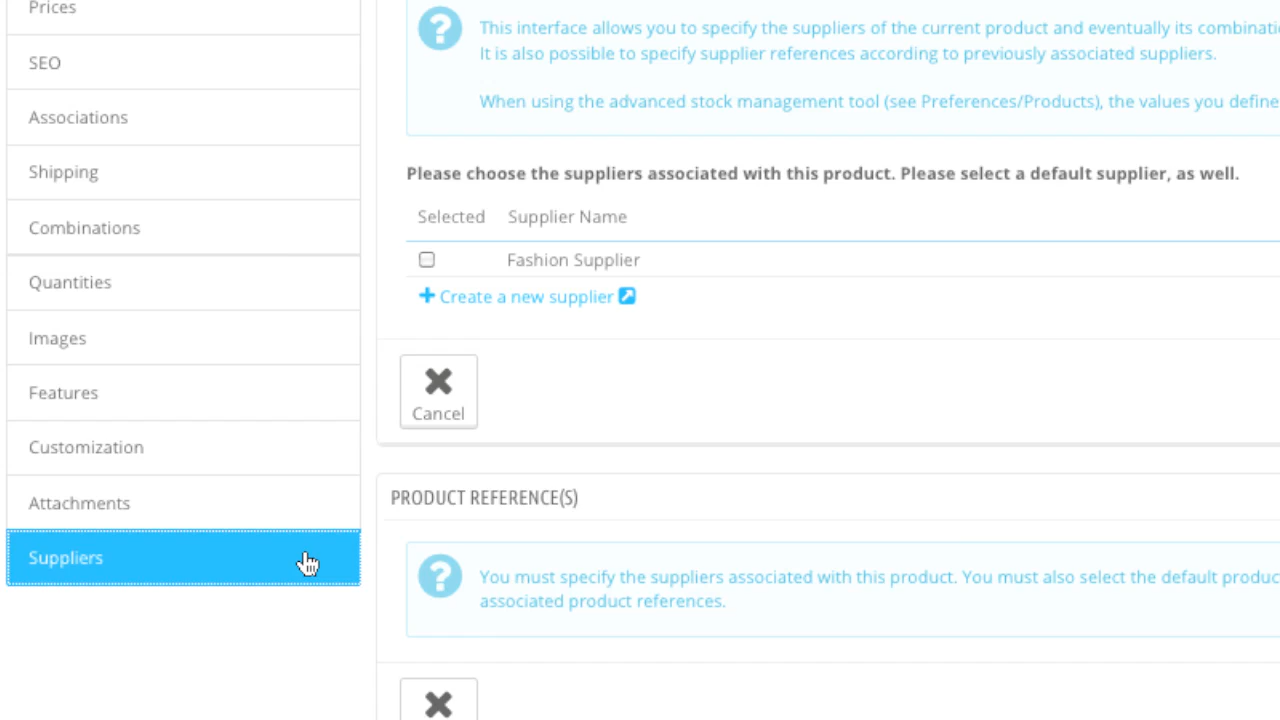 Prices
SEO
Associations
Shipping
Combinations
Quantities
Images
Features
Customization
Attachments
Suppliers
This interface allows you to specify the suppliers of the current product and eventually its combinati
It is also possible to specify supplier references according to previously associated suppliers.
When using the advanced stock management tool (see Preferences/Products), the values you define
Please choose the suppliers associated with this product. Please select a default supplier, as well.
Selected Supplier Name
Fashion Supplier
Create a new supplier
Cancel
PRODUCT REFERENCE(S)
You must specify the suppliers associated with this product. You must also select the default produc
associated product references.